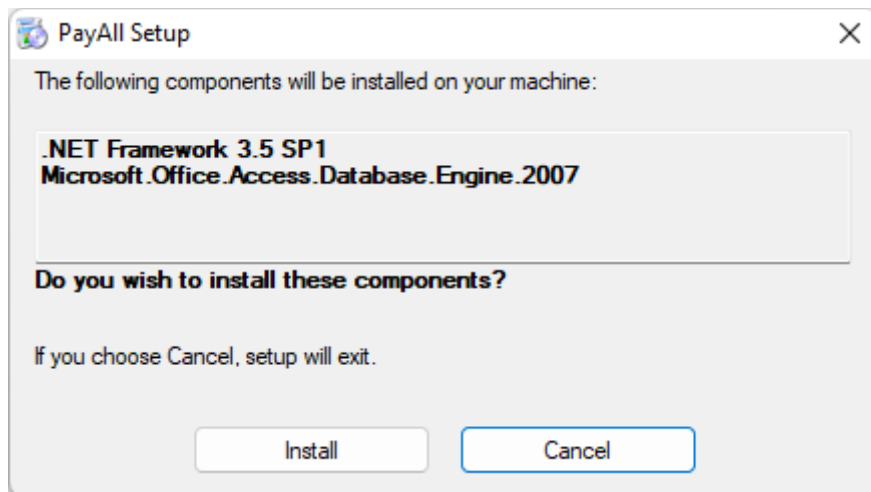 PayAll Setup
The following components will be installed on your machine:
.NET Framework 3.5 SP1
Microsoft.Office.Access.Database.Engine.2007
Do you wish to install these components?
If you choose Cancel, setup will exit.
Install
Cancel